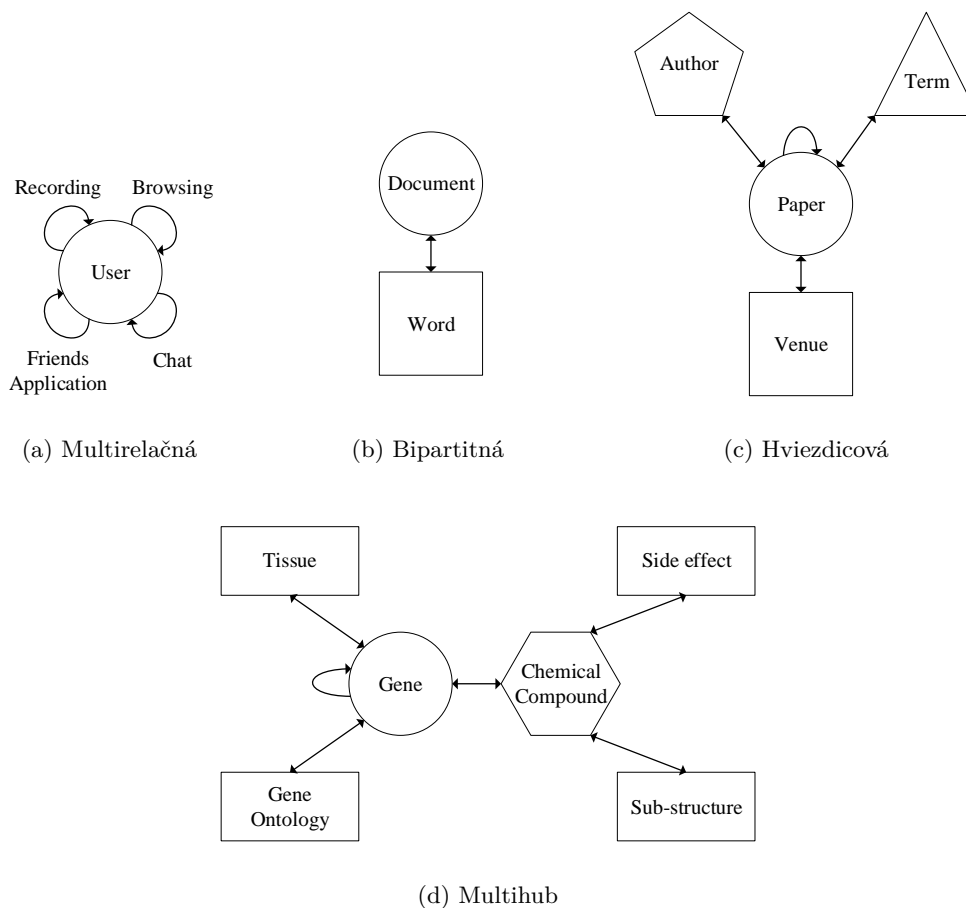 Recording
Browsing
User
Friends
Application
Chat
(a) Multirelačná
Document
Word
(b) Bipartitná
Author
Term
Paper
Venue
(c) Hviezdicová
Tissue
Side effect
Gene
Chemical
Compound
Gene
Ontology
Sub-structure
(d) Multihub